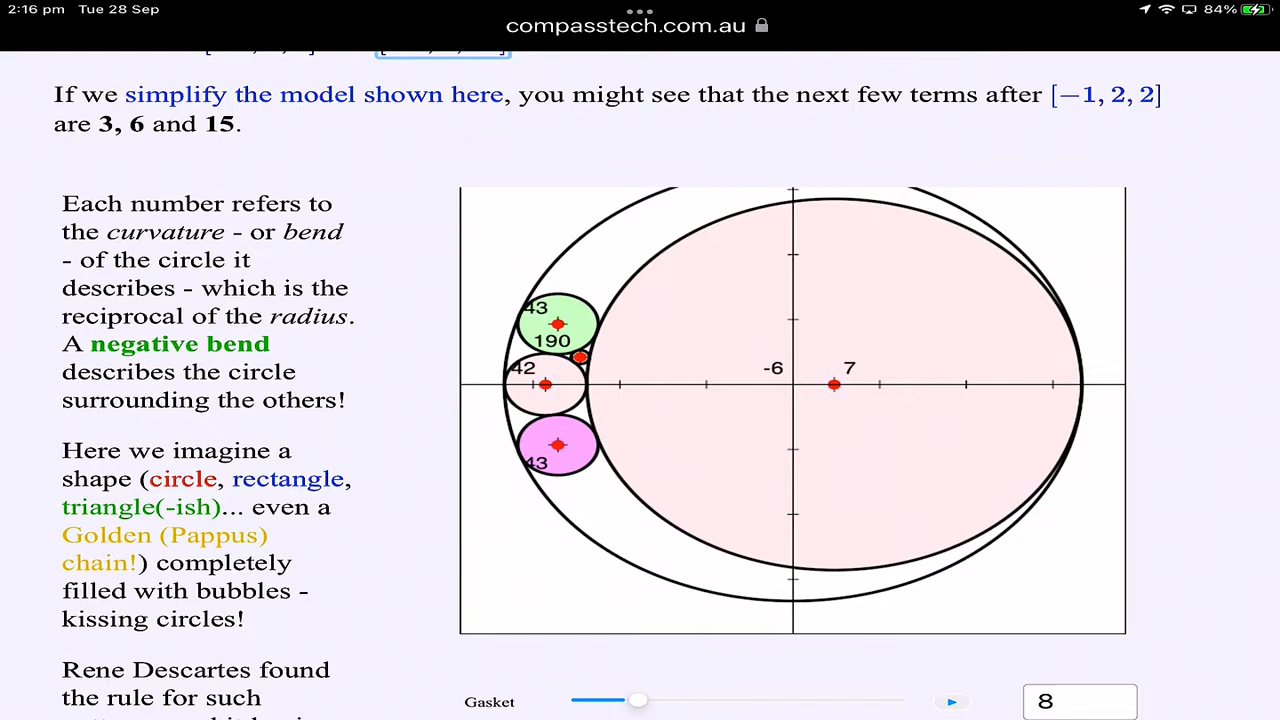 2:16 pm Tue 28 Sep
84%
compasstech.com.au
If we simplify the model shown here, you might see that the next few terms after [−1, 2, 2]
are 3, 6 and 15.
Each number refers to
the curvature - or bend
- of the circle it
describes - which is the
reciprocal of the radius.
A negative bend
describes the circle
surrounding the others!
Here we imagine a
shape (circle, rectangle,
triangle(-ish)... even a
Golden (Pappus)
chain!) completely
filled with bubbles -
kissing circles!
Rene Descartes found
the rule for such
43
190
42
-6
7
43
Gasket
8